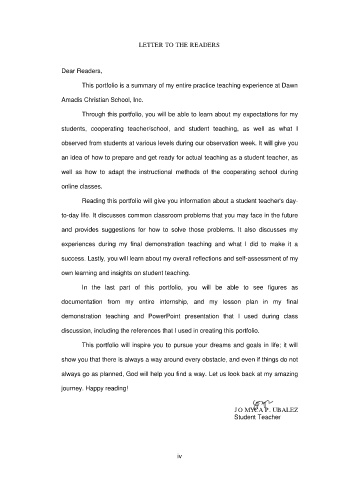 LETTER TO THE READERS
Dear Readers,
This portfolio is a summary of my entire practice teaching experience at Dawn
Amadis Christian School, Inc.
Through this portfolio, you will be able to learn about my expectations for my
students, cooperating teacher/school, and student teaching, as well as what I
observed from students at various levels during our observation week. It will give you
an idea of how to prepare and get ready for actual teaching as a student teacher, as
well as how to adapt the instructional methods of the cooperating school during
online classes.
Reading this portfolio will give you information about a student teacher's day-
to-day life. It discusses common classroom problems that you may face in the future
and provides suggestions for how to solve those problems. It also discusses my
experiences during my final demonstration teaching and what I did to make it a
success. Lastly, you will learn about my overall reflections and self-assessment of my
own learning and insights on student teaching.
In the last part of this portfolio, you will be able to see figures as
documentation from my entire internship, and my lesson plan in my final
demonstration teaching and PowerPoint presentation that I used during class
discussion, including the references that I used in creating this portfolio.
This portfolio will inspire you to pursue your dreams and goals in life; it will
show you that there is always a way around every obstacle, and even if things do not
always go as planned, God will help you find a way. Let us look back at my amazing
journey. Happy reading!
JO MYCA P. UBALEZ
Student Teacher
iv